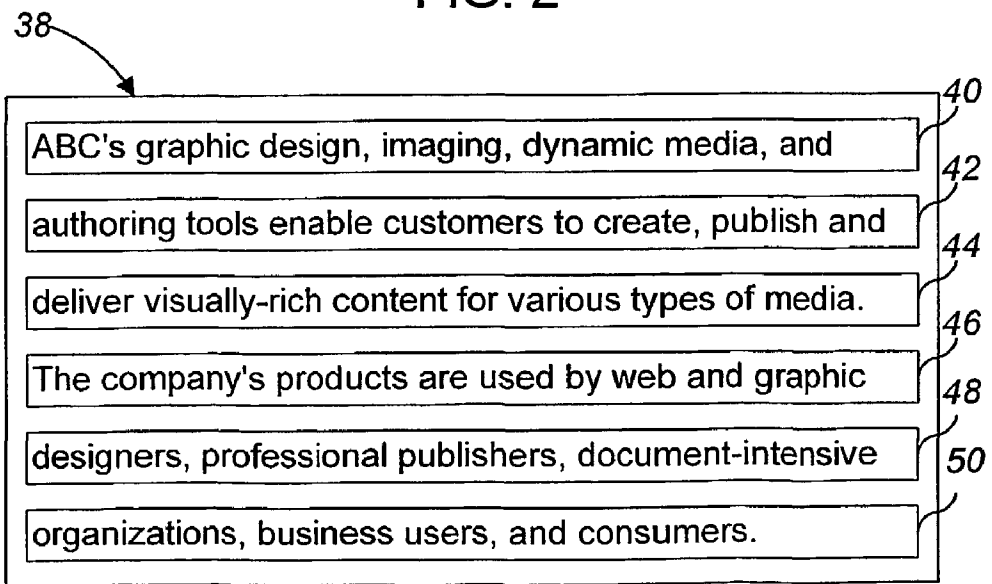 FIG. 2
38
40
ABC's graphic design, imaging, dynamic media, and
42
authoring tools enable customers to create, publish and
44
deliver visually-rich content for various types of media.
46
The company's products are used by web and graphic
48
designers, professional publishers, document-intensive
50
organizations, business users, and consumers.